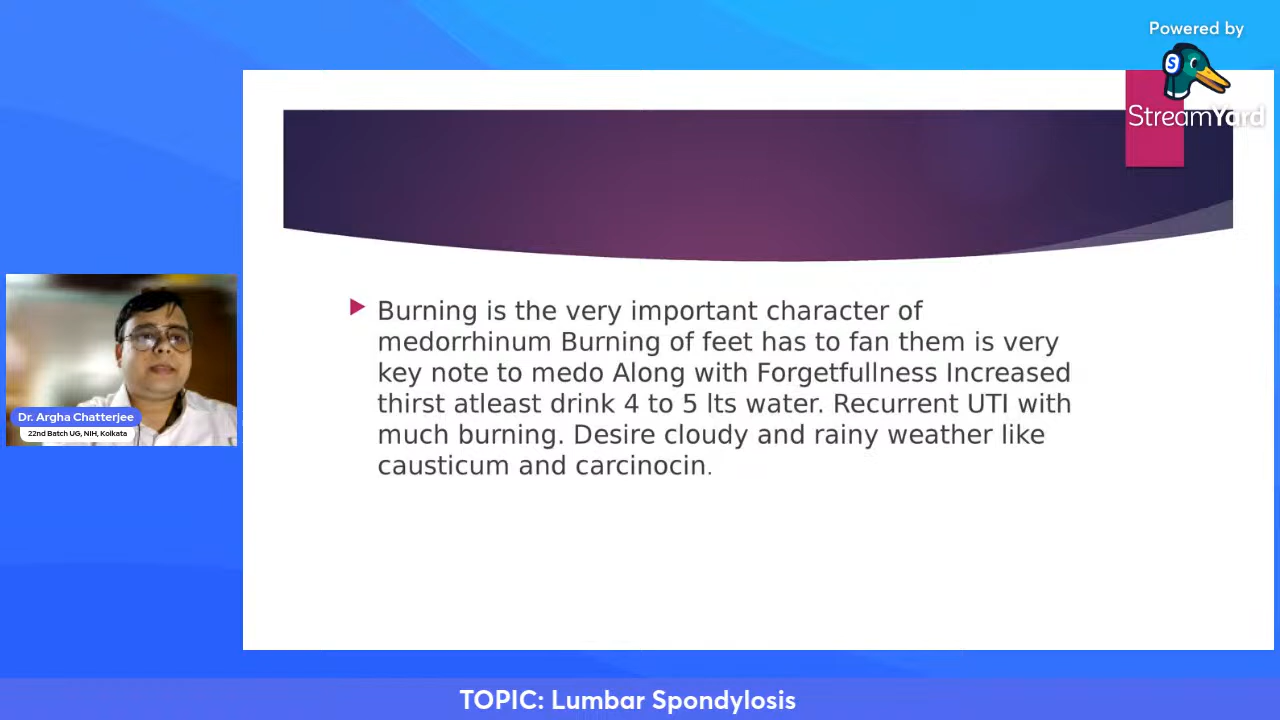 Powered by
StreamYard
Burning is the very important character of
medorrhinum Burning of feet has to fan them is very
key note to medo Along with Forgetfullness Increased
thirst atleast drink 4 to 5 lts water. Recurrent UTI with
much burning. Desire cloudy and rainy weather like
causticum and carcinocin.
Dr. Argha Chatterjee
22nd Batch UG, NIH, Kolkata
TOPIC: Lumbar Spondylosis